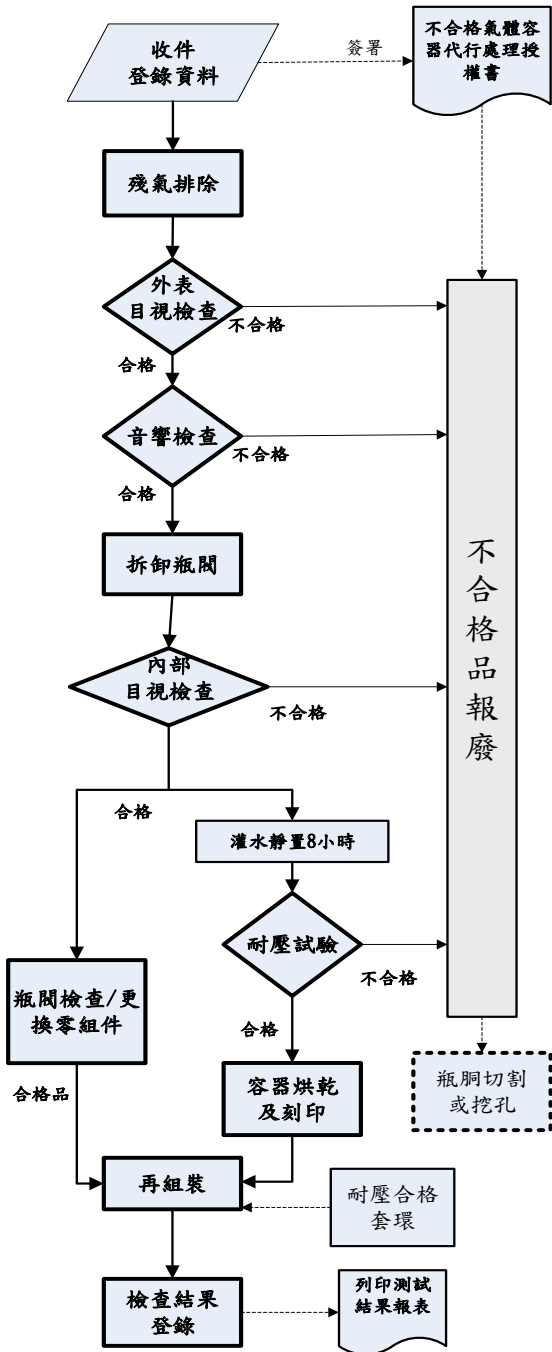 收件
登錄資料
簽署
不合格氣體容
器代行處理授
權書
殘氣排除
外表
目視檢查
不合格
合格
音響檢查
不合格
合格
拆卸瓶閥
內部
目視檢查
不合格
合格
灌水靜置8小時
耐壓試驗
不合格
合格
瓶閥檢查/更
換零組件
合格品
容器烘乾
及刻印
不合格品報廢
瓶胴切割
或挖孔
再組裝
耐壓合格
套環
檢查結果
登錄
列印測試
結果報表